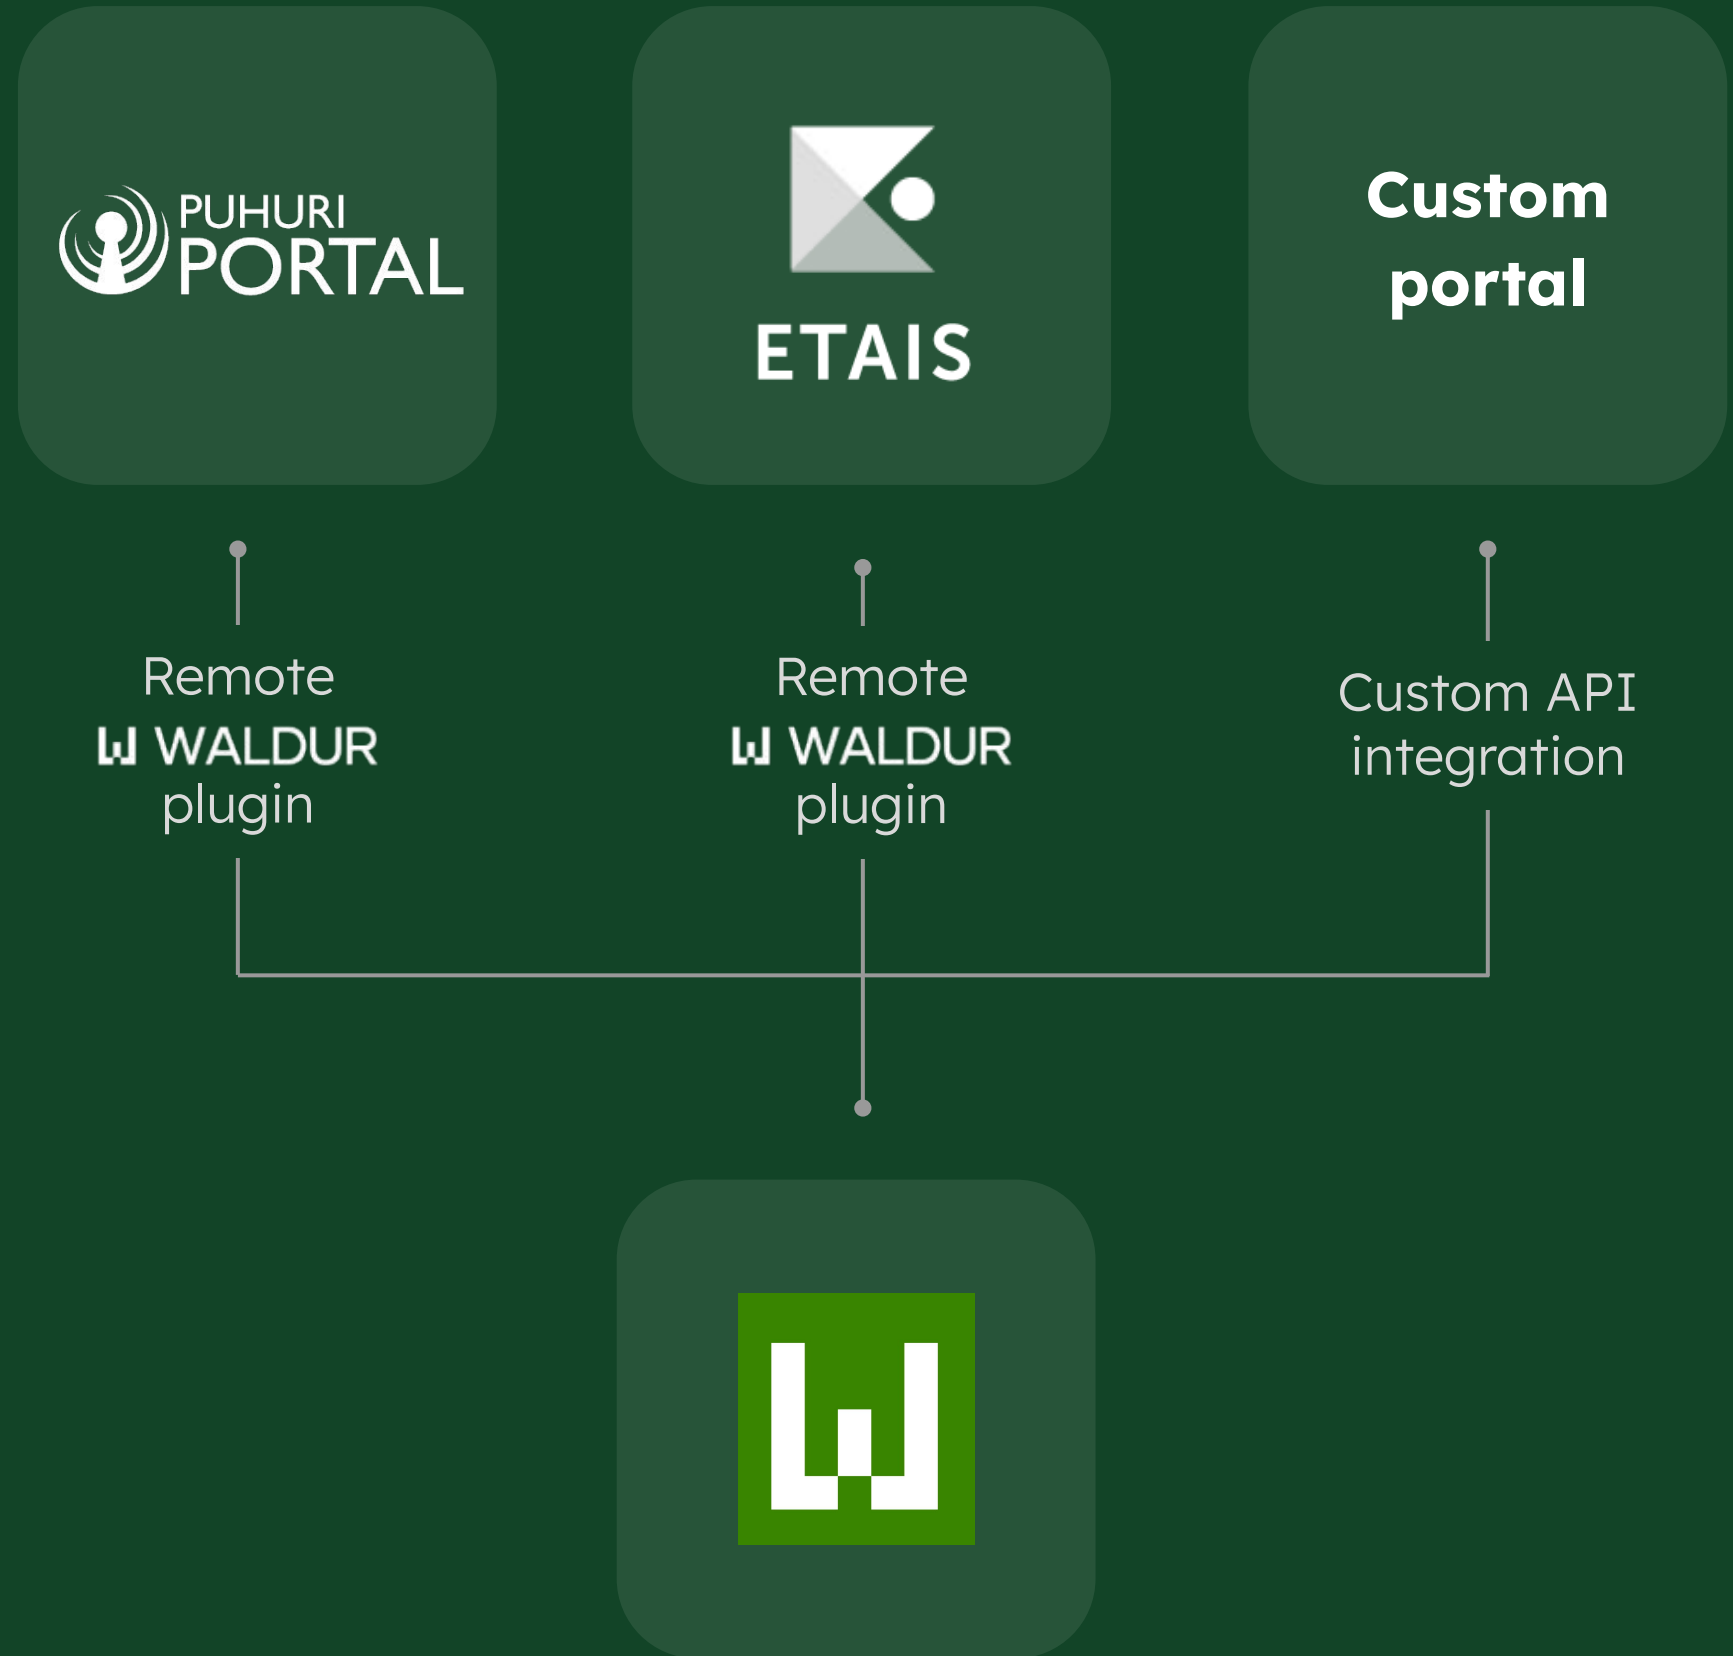 PUHURI
PORTAL
ETAIS
Custom
portal
Remote
W WALDUR
plugin
Remote
W WALDUR
plugin
Custom API
integration
W